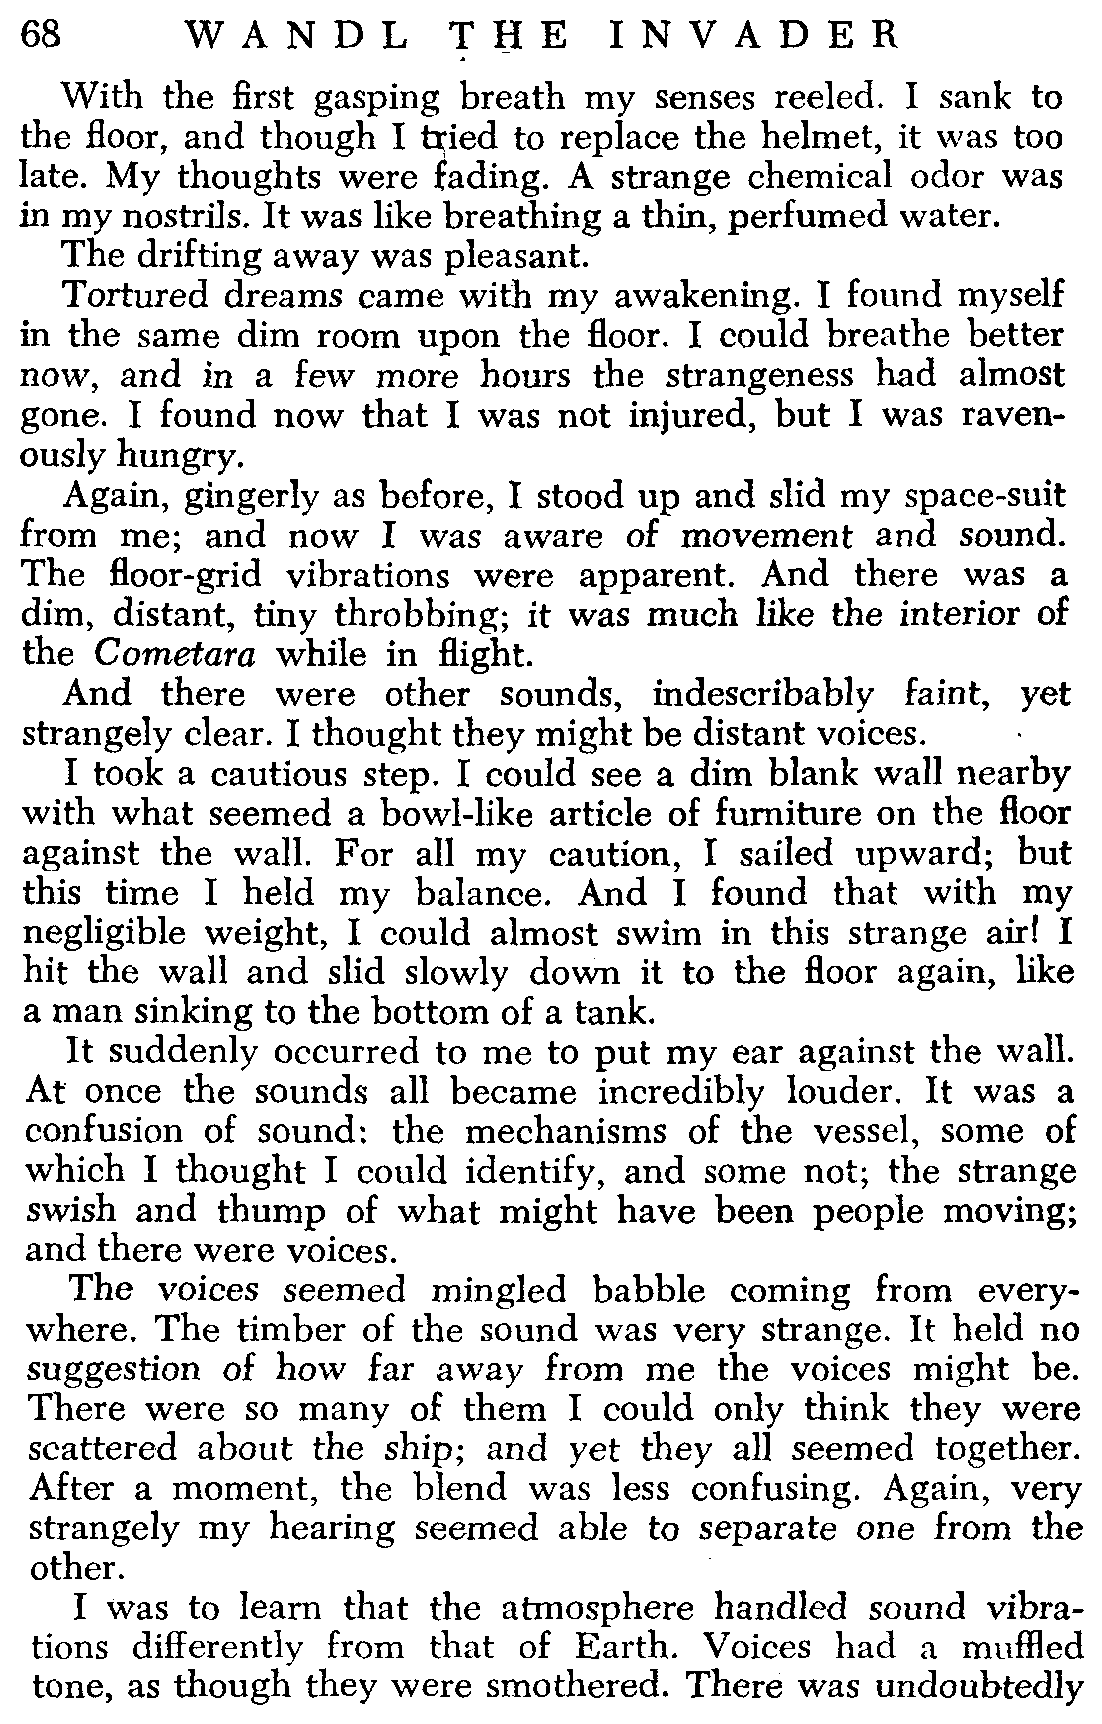 68 WANDL THE INVADER
With the first gasping breath my senses reeled. I sank to
the floor, and though I tried to replace the helmet, it was too
late. My thoughts were fading. A strange chemical odor was
in my nostrils. It was like breathing a thin, perfumed water.
The drifting away was pleasant.
Tortured dreams came with my awakening. I found myself
in the same dim room upon the floor. I could breathe better
now, and in a few more hours the strangeness had almost
gone. I found now that I was not injured, but I was raven-
ously hungry.
Again, gingerly as before, I stood up and slid my space-suit
from me; and now I was aware of movement and sound.
The floor-grid vibrations were apparent. And there was a
dim, distant, tiny throbbing; it was much like the interior of
the Cometara while in flight.
And there were other sounds, indescribably faint, yet
strangely clear. I thought they might be distant voices.
I took a cautious step. I could see a dim blank wall nearby
with what seemed a bowl-like article of furniture on the floor
against the wall. For all my caution, I sailed upward; but
this time I held my balance. And I found that with my
negligible weight, I could almost swim in this strange air! I
hit the wall and slid slowly down it to the floor again, like
a man sinking to the bottom of a tank.
It suddenly occurred to me to put my ear against the wall.
At once the sounds all became incredibly louder. It was a
confusion of sound: the mechanisms of the vessel, some of
which I thought I could identify, and some not; the strange
swish and thump of what might have been people moving;
and there were voices.
The voices seemed mingled babble coming from every-
where. The timber of the sound was very strange. It held no
suggestion of how far away from me the voices might be.
There were so many of them I could only think they were
scattered about the ship; and yet they all seemed together.
After a moment, the blend was less confusing. Again, very
strangely my hearing seemed able to separate one from the
other.
I was to learn that the atmosphere handled sound vibra-
tions differently from that of Earth. Voices had a muffled
tone, as though they were smothered. There was undoubtedly